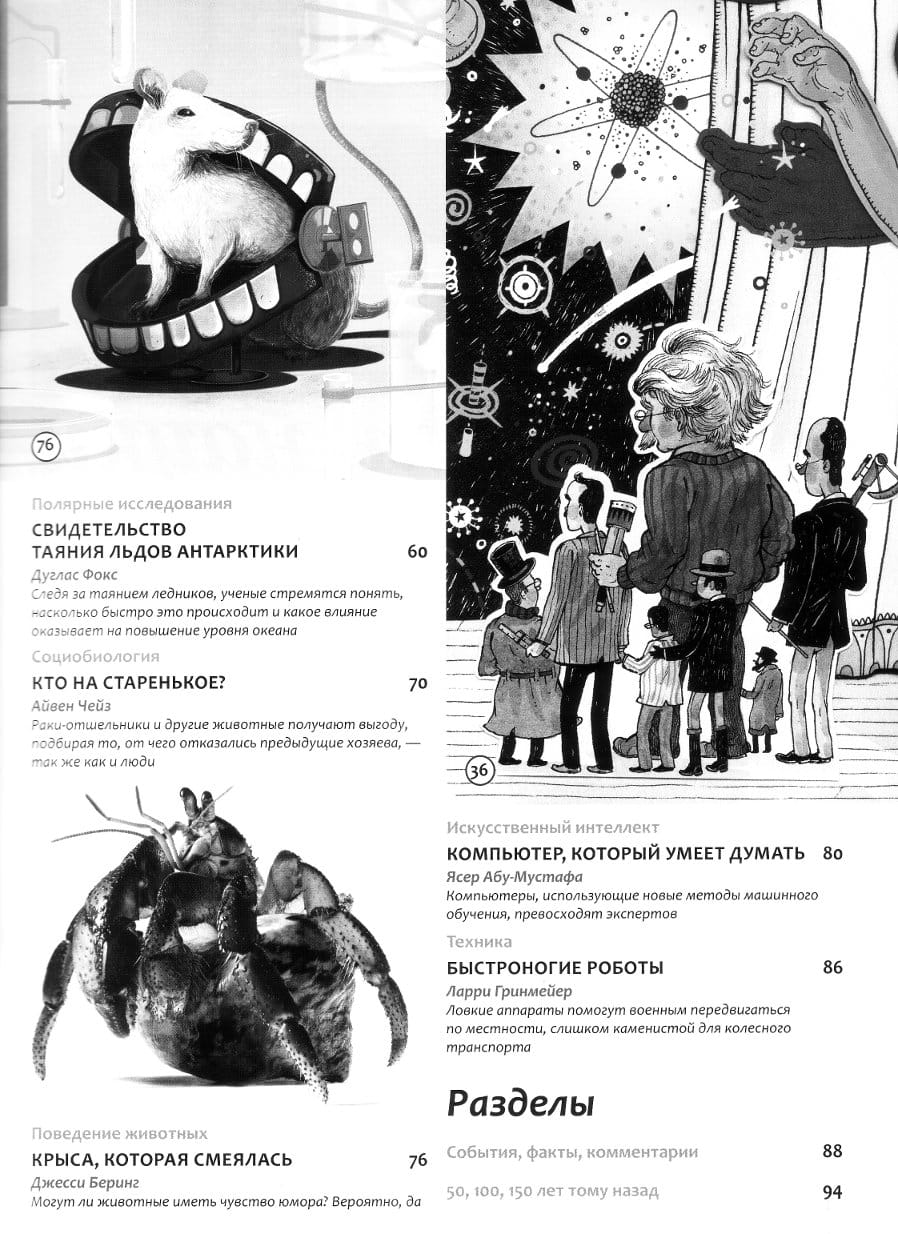 76
Полярные исследования
СВИДЕТЕЛЬСТВО
ТАЯНИЯ ЛЬДОВ АНТАРКТИКИ 60
Дуглас Фокс
Следя за таянием ледников, ученые стремятся понять,
насколько быстро это происходит и какое влияние
оказывает на повышение уровня океана
Социобиология
КТО НА СТАРЕНЬКОЕ? 70
Айвен Чейз
Раки-отшельники и другие животные получают выгоду,
подбирая то, от чего отказались предыдущие хозяева, —
так же как и люди
Поведение животных
КРЫСА, КОТОРАЯ СМЕЯЛАСЬ 76
Джесси Беринг
Могут ли животные иметь чувство юмора? Вероятно, да
36
Искусственный интеллект
КОМПЬЮТЕР, КОТОРЫЙ УМЕЕТ ДУМАТЬ 80
Ясер Абу-Мустафа
Компьютеры, использующие новые методы машинного
обучения, превосходят экспертов
Техника
БЫСТРОНОГИЕ РОБОТЫ 86
Ларри Гринмейер
Ловкие аппараты помогут военным передвигаться
по местности, слишком каменистой для колесного
транспорта
Разделы
События, факты, комментарии 88
50, 100, 150 лет тому назад 94